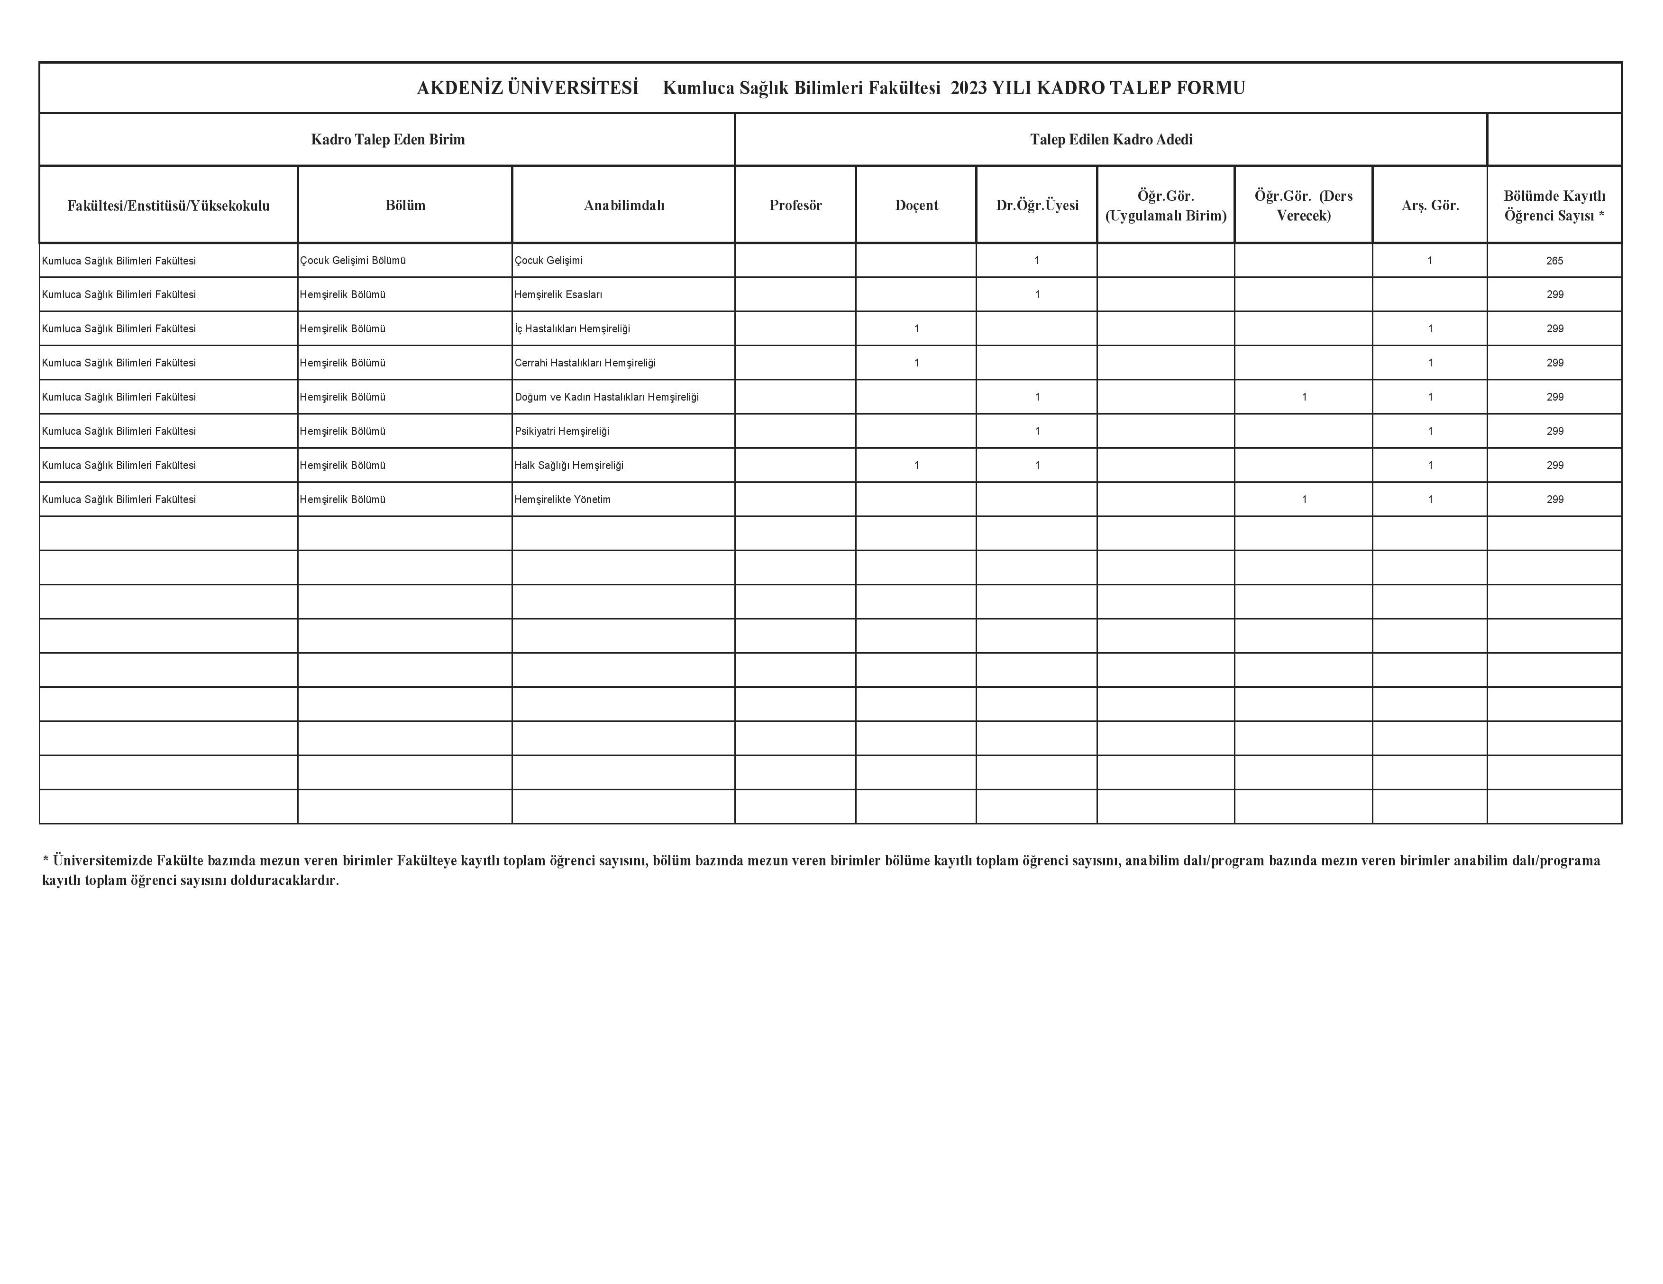 AKDENİZ ÜNİVERSİTESİ Kumluca Sağlık Bilimleri Fakültesi 2023 YILI KADRO TALEP FORMU
Kadro Talep Eden Birim Talep Edilen Kadro Adedi
Fakültesi/Enstitüsü/Yüksekokulu Bölüm Anabilimdalı Profesör Doçent Dr.Öğr.Üyesi Öğr.Gör. (Uygulamalı Birim) Öğr.Gör. (Ders Verecek) Arş. Gör. Bölümde Kayıtlı Öğrenci Sayısı *
Kumluca Sağlık Bilimleri Fakültesi Çocuk Gelişimi Bölümü Çocuk Gelişimi 1 1 265
Kumluca Sağlık Bilimleri Fakültesi Hemşirelik Bölümü Hemşirelik Esasları 1 299
Kumluca Sağlık Bilimleri Fakültesi Hemşirelik Bölümü İç Hastalıkları Hemşireliği 1 1 299
Kumluca Sağlık Bilimleri Fakültesi Hemşirelik Bölümü Cerrahi Hastalıkları Hemşireliği 1 1 299
Kumluca Sağlık Bilimleri Fakültesi Hemşirelik Bölümü Doğum ve Kadın Hastalıkları Hemşireliği 1 1 1 299
Kumluca Sağlık Bilimleri Fakültesi Hemşirelik Bölümü Psikiyatri Hemşireliği 1 1 299
Kumluca Sağlık Bilimleri Fakültesi Hemşirelik Bölümü Halk Sağlığı Hemşireliği 1 1 1 299
Kumluca Sağlık Bilimleri Fakültesi Hemşirelik Bölümü Hemşirelikte Yönetim 1 1 299
* Üniversitemizde Fakülte bazında mezun veren birimler Fakülteye kayıtlı toplam öğrenci sayısını, bölüm bazında mezun veren birimler bölüme kayıtlı toplam öğrenci sayısını, anabilim dalı/program bazında mezın veren birimler anabilim dalı/programa
kayıtlı toplam öğrenci sayısını dolduracaklardır.